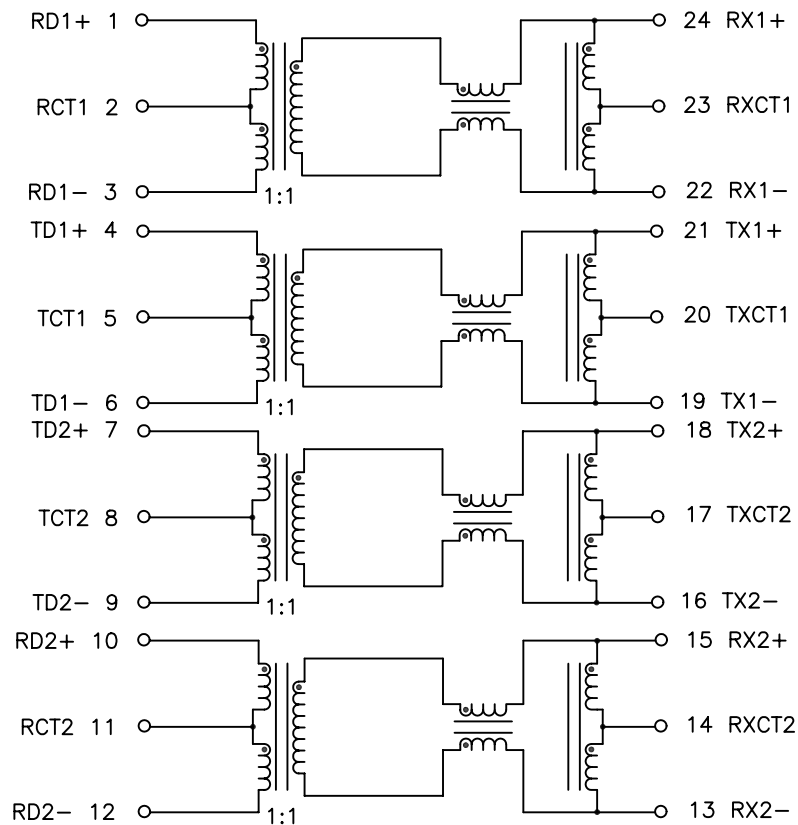 RD1+ 1
24 RX1+
RCT1 2
23 RXCT1
RD1- 3
1:1
22 RX1-
TD1+ 4
21 TX1+
TCT1 5
20 TXCT1
TD1- 6
1:1
19 TX1-
TD2+ 7
18 TX2+
TCT2 8
17 TXCT2
TD2- 9
1:1
16 TX2-
RD2+ 10
15 RX2+
RCT2 11
14 RXCT2
RD2- 12
1:1
13 RX2-